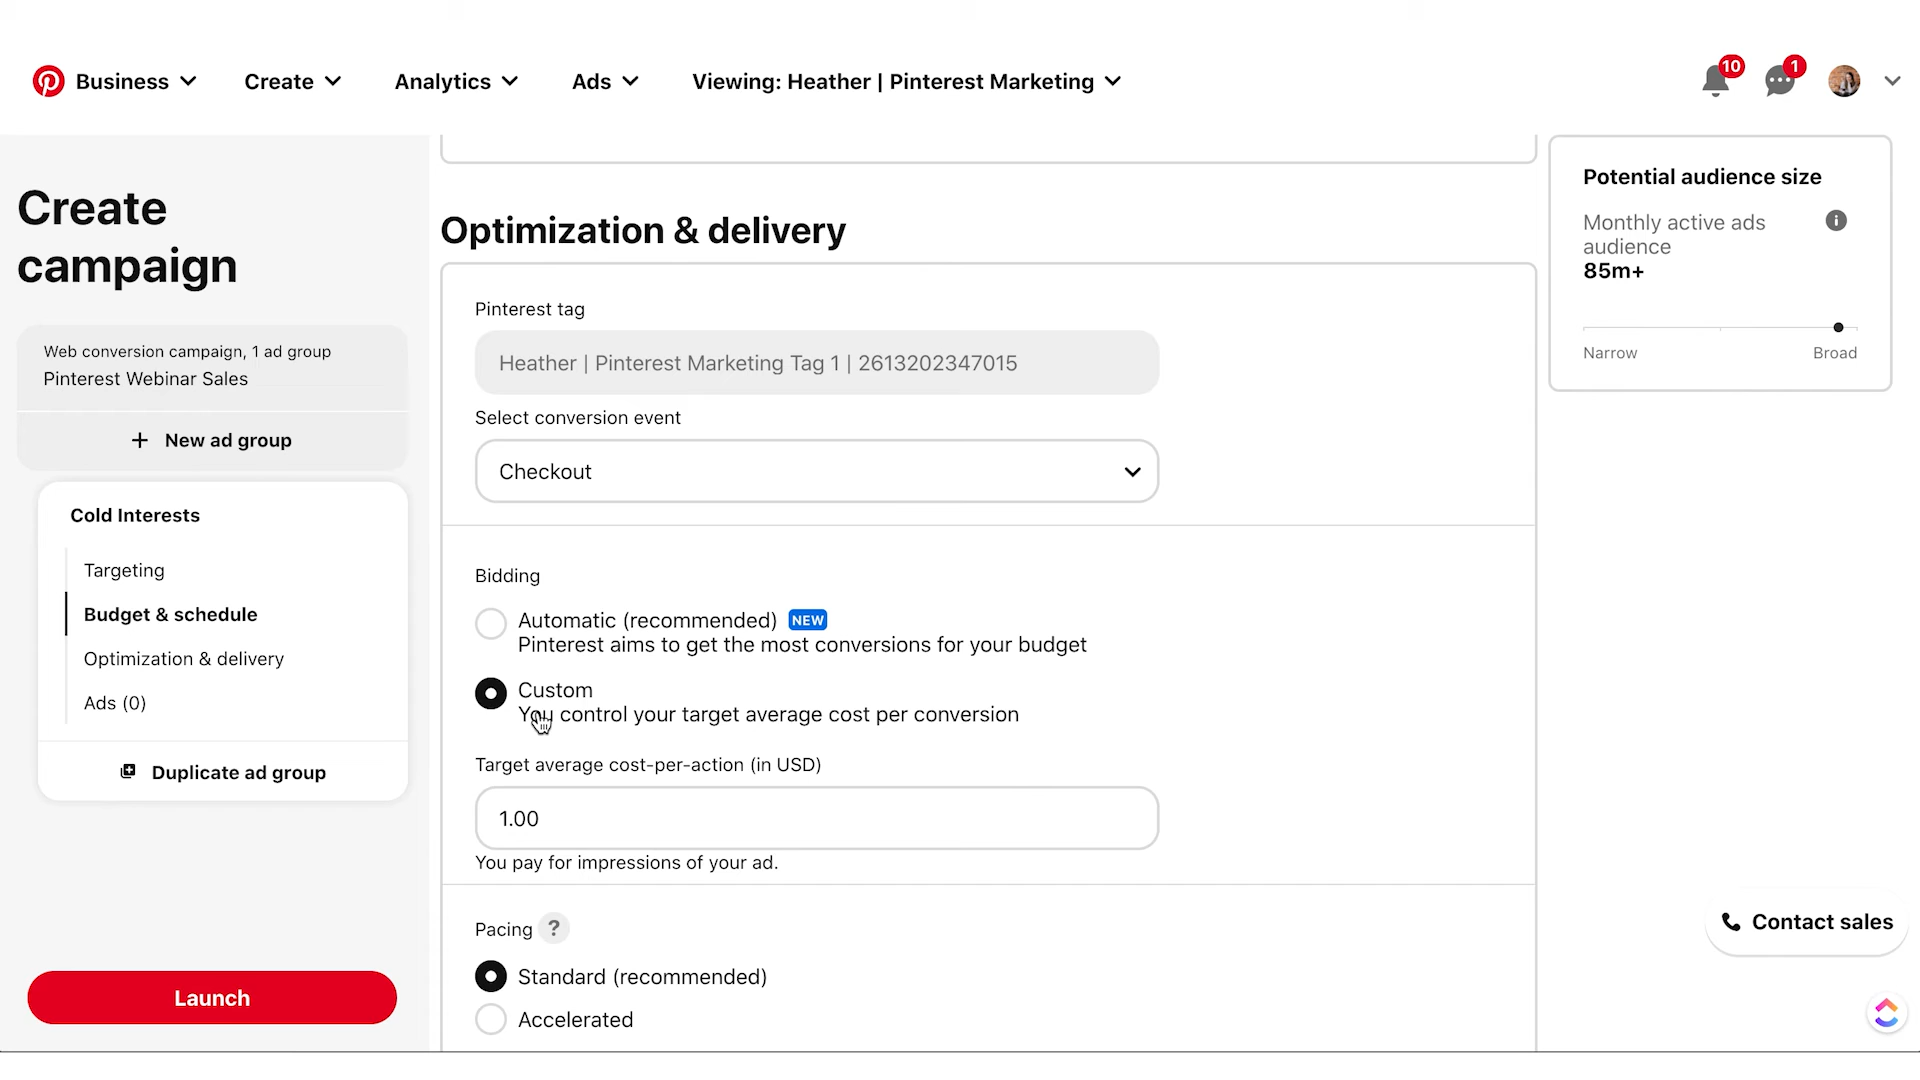 Business
Create
Analytics
Ads
Viewing: Heather | Pinterest Marketing
10
1
Create
campaign
Web conversion campaign, 1 ad group
Pinterest Webinar Sales
+ New ad group
Cold Interests
Targeting
Budget & schedule
Optimization & delivery
Ads (0)
Duplicate ad group
Launch
Optimization & delivery
Pinterest tag
Heather | Pinterest Marketing Tag 1 | 2613202347015
Select conversion event
Checkout
Bidding
Automatic (recommended) NEW
Pinterest aims to get the most conversions for your budget
Custom
You control your target average cost per conversion
Target average cost-per-action (in USD)
1.00
You pay for impressions of your ad.
Pacing ?
Standard (recommended)
Accelerated
Potential audience size
Monthly active ads
audience
85m+
Narrow Broad
Contact sales